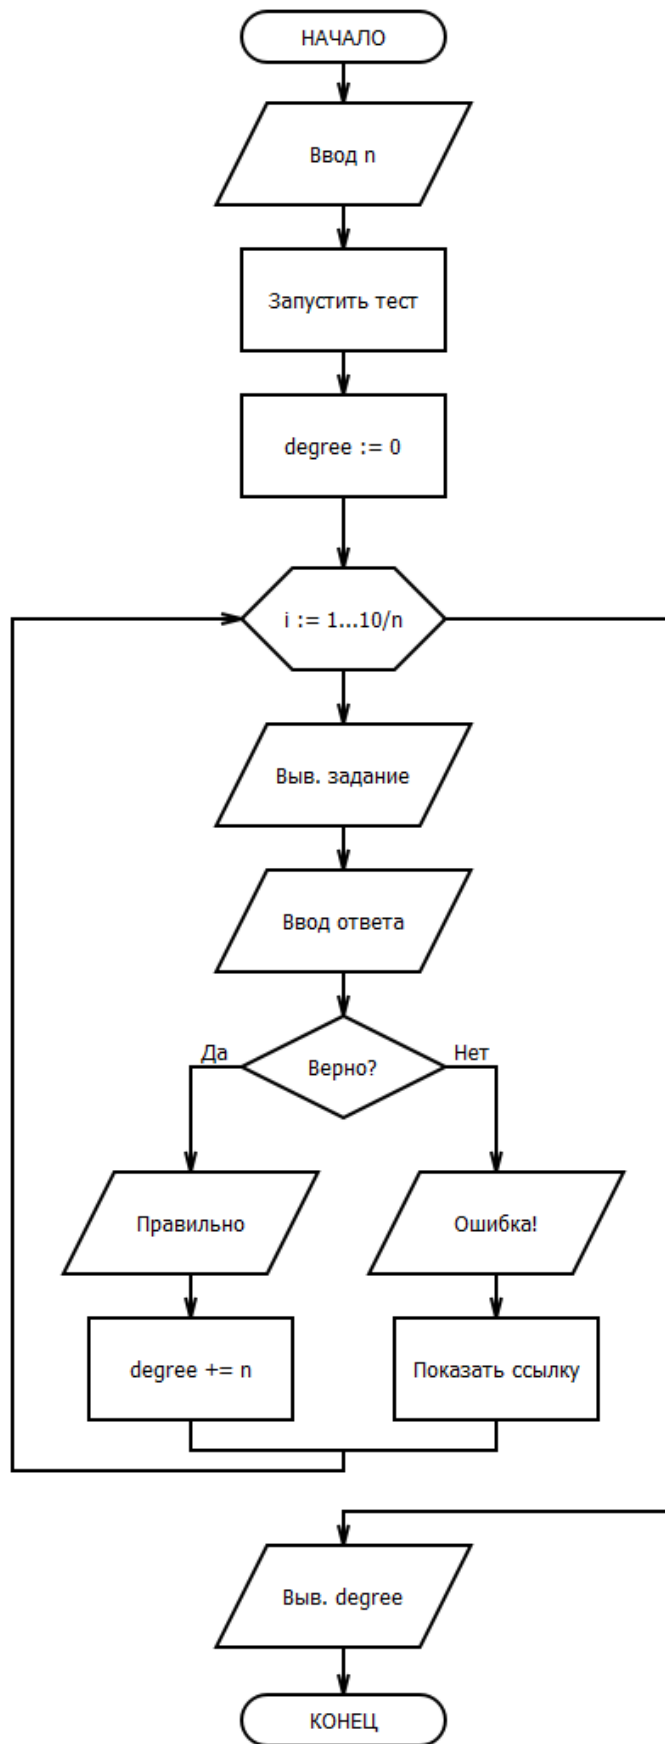 НАЧАЛО
Ввод n
Запустить тест
degree := 0
i := 1...10/n
Выв. задание
Ввод ответа
Верно?
Да
Нет
Правильно
Ошибка!
degree += n
Показать ссылку
Выв. degree
КОНЕЦ